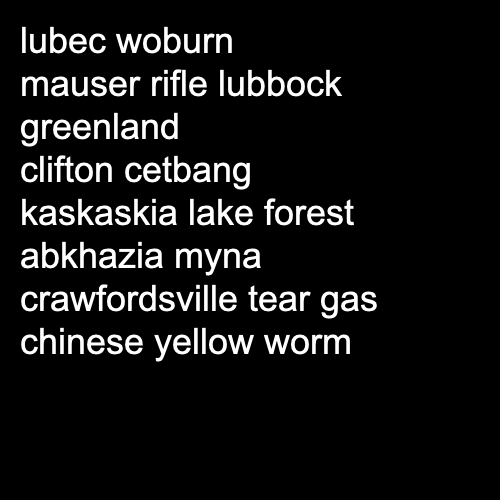 lubec woburn
mauser rifle lubbock
greenland
clifton cetbang
kaskaskia lake forest
abkhazia myna
crawfordsville tear gas
chinese yellow worm